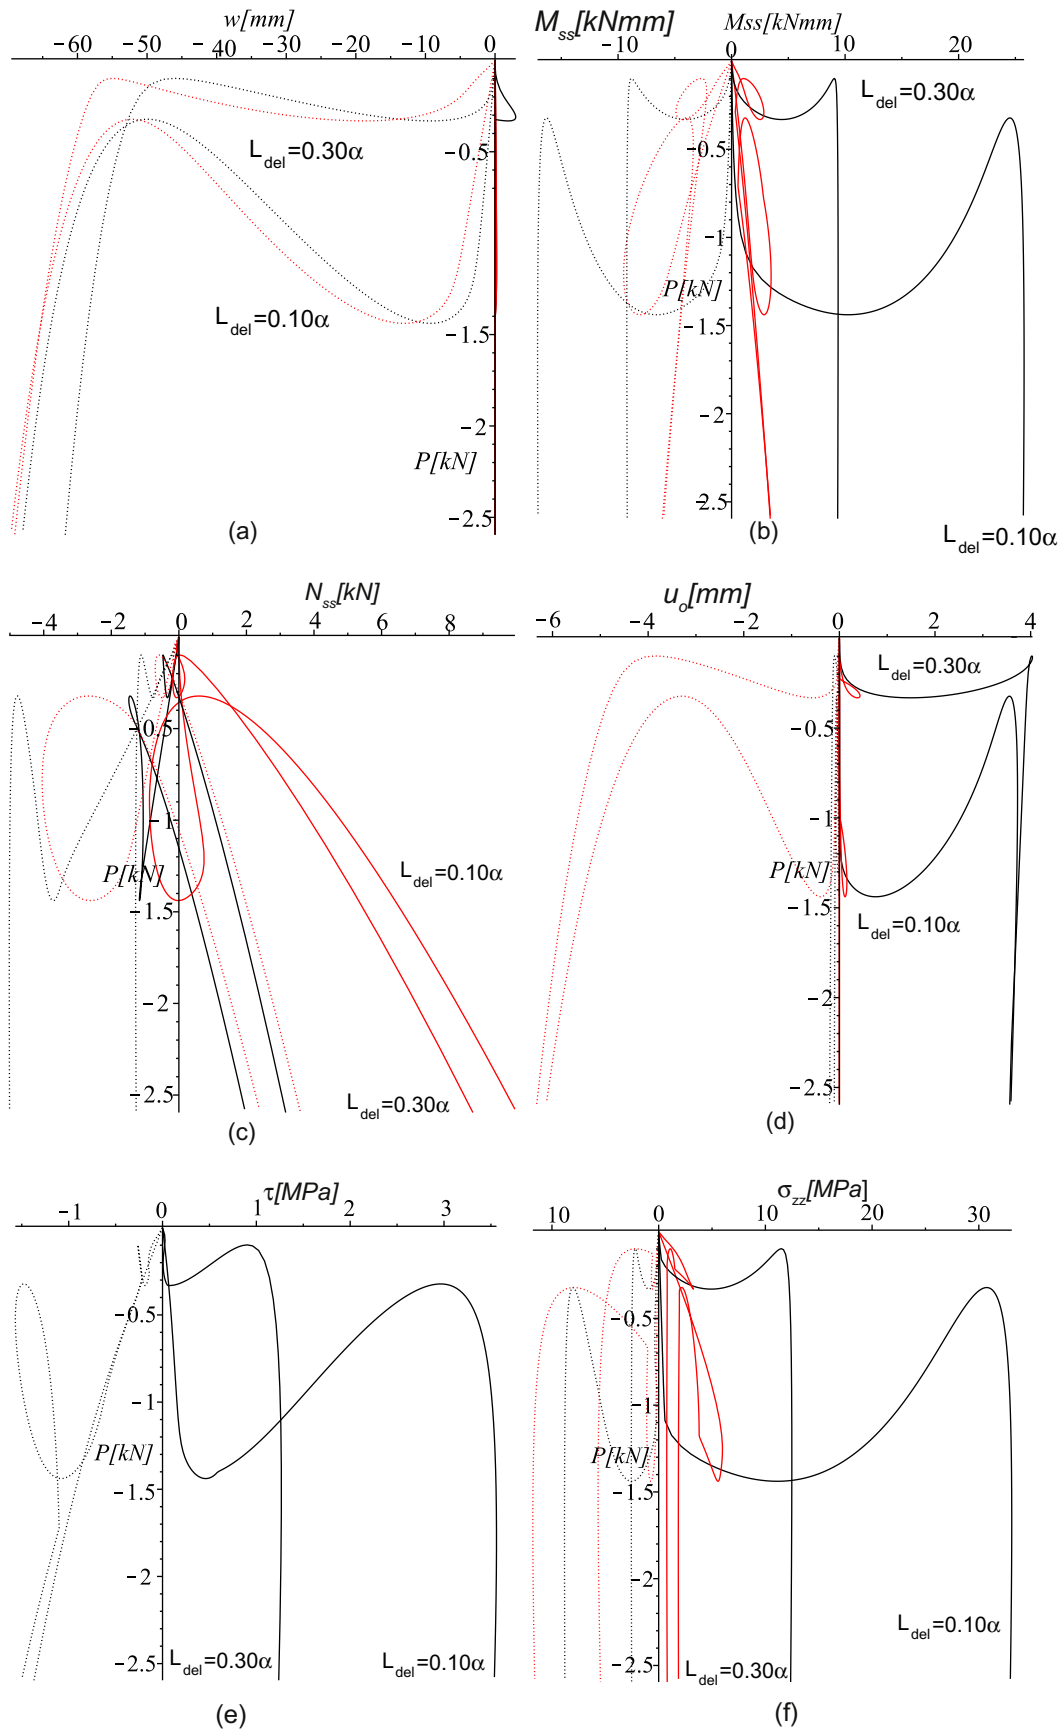 w[mm]
−60 −50 −40 −30 −20 −10 0
−0.5
−1.5
−2
−2.5
P[kN]
L_del=0.30α
L_del=0.10α
(a)
M_ss[kNmm] Mss[kNmm]
−10 0 10 20
−0.5
−1
−1.5
−2
−2.5
P[kN]
L_del=0.30α
L_del=0.10α
(b)
N_ss[kN]
−4 −2 0 2 4 6 8
−0.5
−1
−1.5
−2
−2.5
P[kN]
L_del=0.10α
L_del=0.30α
(c)
u_o[mm]
−6 −4 −2 0 2 4
−0.5
−1
−1.5
−2
−2.5
P[kN]
L_del=0.30α
L_del=0.10α
(d)
τ[MPa]
−1 0 1 2 3
−0.5
−1
−1.5
−2
−2.5
P[kN]
L_del=0.30α
L_del=0.10α
(e)
σ_zz[MPa]
10 0 10 20 30
−0.5
−1
−1.5
−2
−2.5
P[kN]
L_del=0.10α
L_del=0.30α
(f)